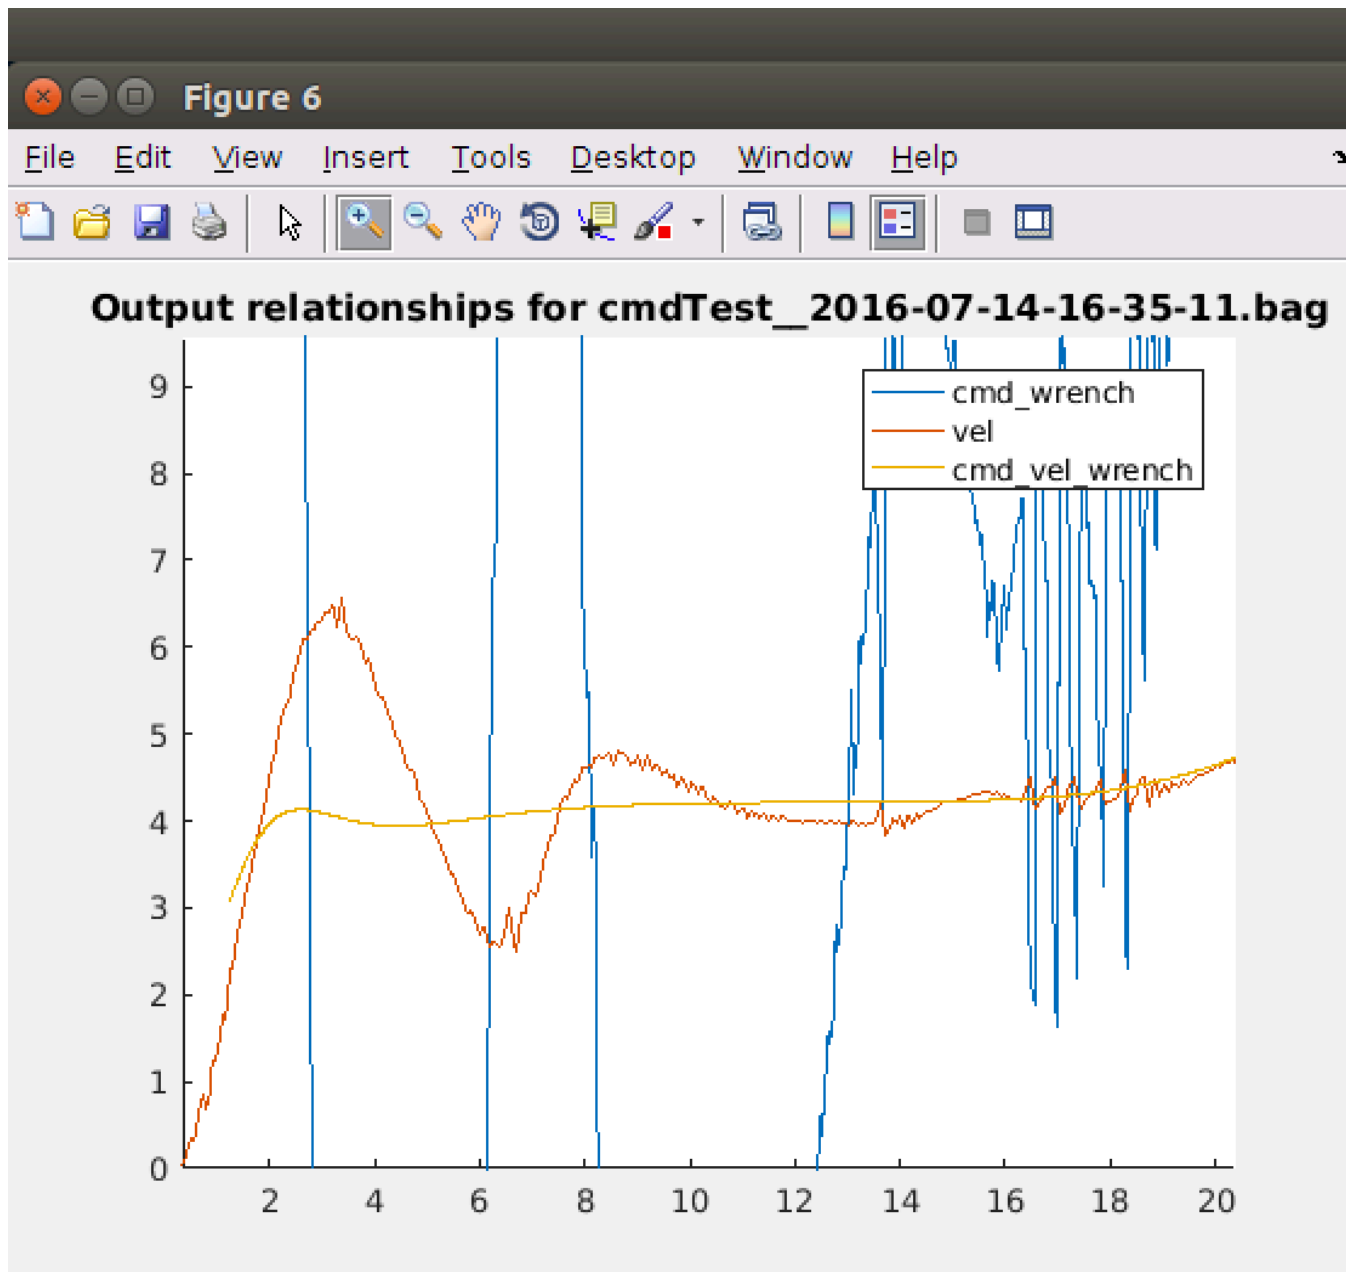 Figure 6
File Edit View Insert Tools Desktop Window Help
Output relationships for cmdTest__2016-07-14-16-35-11.bag
cmd_wrench
vel
cmd_vel_wrench
9
8
7
6
5
4
3
2
1
0
2 4 6 8 10 12 14 16 18 20